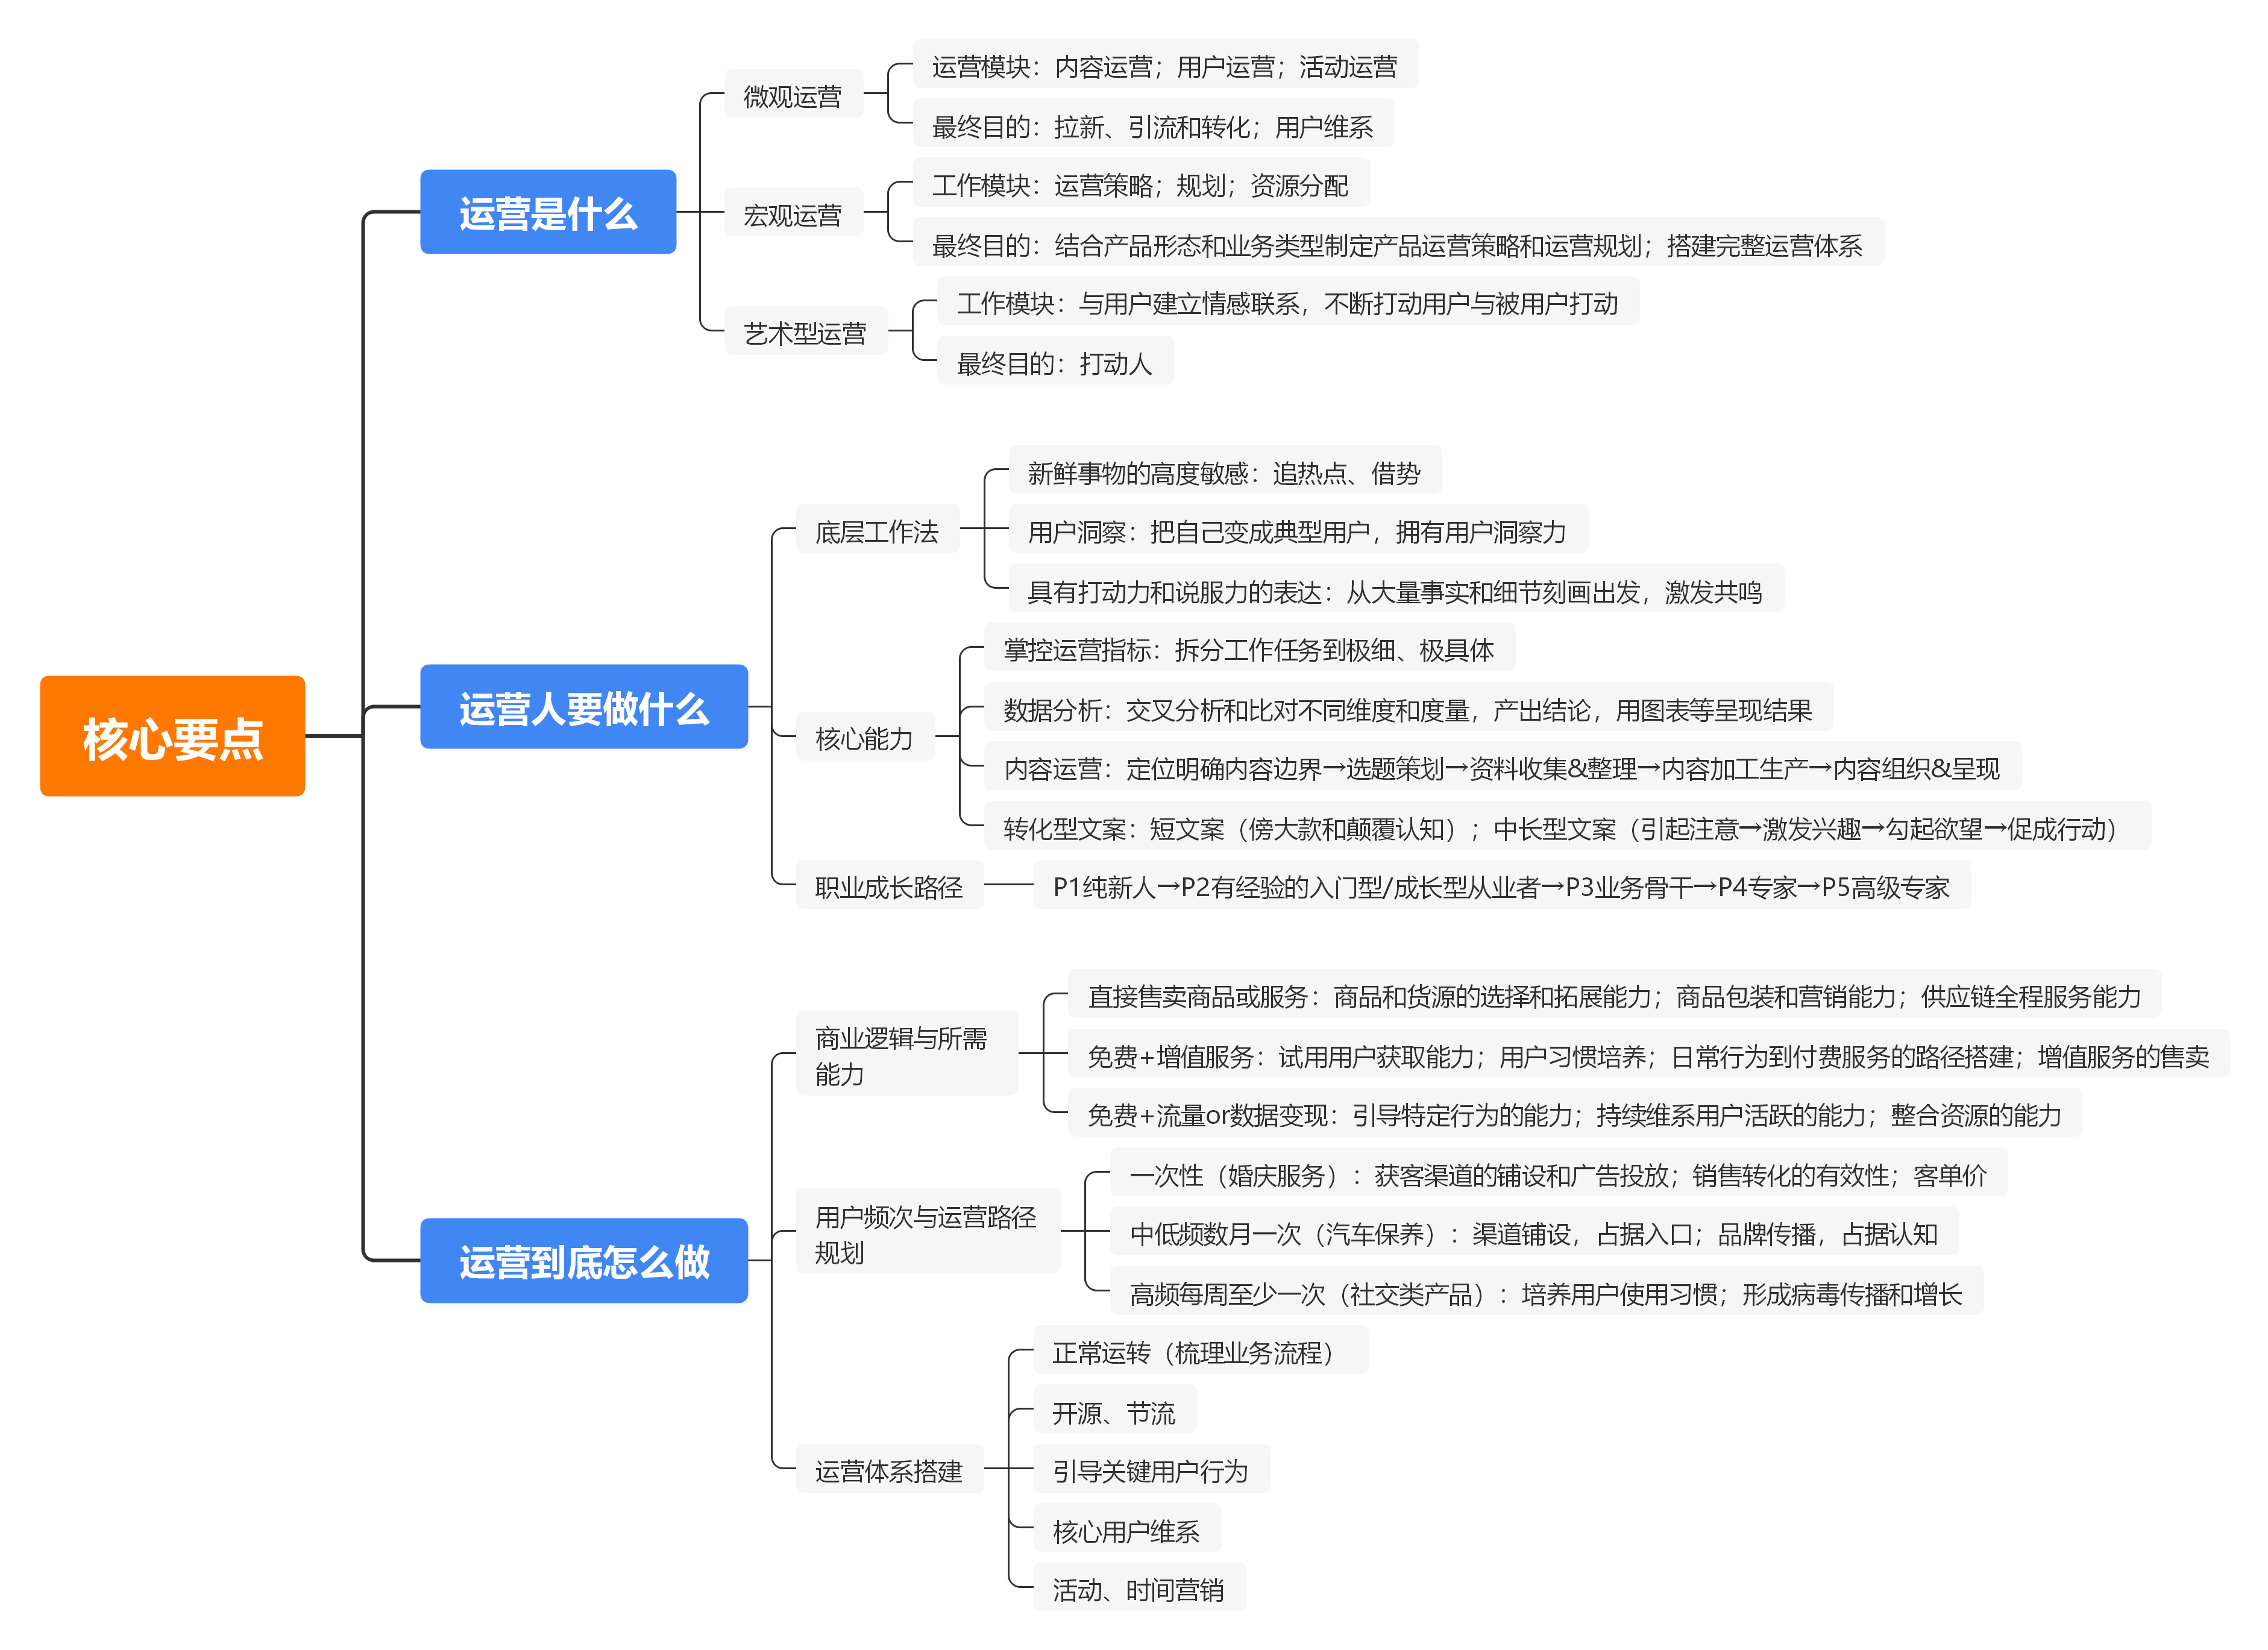 核心要点
运营是什么
微观运营
运营模块：内容运营；用户运营；活动运营
最终目的：拉新、引流和转化；用户维系
宏观运营
工作模块：运营策略；规划；资源分配
最终目的：结合产品形态和业务类型制定产品运营策略和运营规划；搭建完整运营体系
艺术型运营
工作模块：与用户建立情感联系，不断打动用户与被用户打动
最终目的：打动人
运营人要做什么
底层工作法
新鲜事物的高度敏感：追热点、借势
用户洞察：把自己变成典型用户，拥有用户洞察力
具有打动力和说服力的表达：从大量事实和细节刻画出发，激发共鸣
核心能力
掌控运营指标：拆分工作任务到极细、极具体
数据分析：交叉分析和比对不同维度和度量，产出结论，用图表等呈现结果
内容运营：定位明确内容边界→选题策划→资料收集&整理→内容加工生产→内容组织&呈现
转化型文案：短文案（傍大款和颠覆认知）；中长型文案（引起注意→激发兴趣→勾起欲望→促成行动）
职业成长路径
P1纯新人→P2有经验的入门型/成长型从业者→P3业务骨干→P4专家→P5高级专家
运营到底怎么做
商业逻辑与所需
能力
直接售卖商品或服务：商品和货源的选择和拓展能力；商品包装和营销能力；供应链全程服务能力
免费+增值服务：试用用户获取能力；用户习惯培养；日常行为到付费服务的路径搭建；增值服务的售卖
免费+流量or数据变现：引导特定行为的能力；持续维系用户活跃的能力；整合资源的能力
用户频次与运营路径
规划
一次性（婚庆服务）：获客渠道的铺设和广告投放；销售转化的有效性；客单价
中低频数月一次（汽车保养）：渠道铺设，占据入口；品牌传播，占据认知
高频每周至少一次（社交类产品）：培养用户使用习惯；形成病毒传播和增长
运营体系搭建
正常运转（梳理业务流程）
开源、节流
引导关键用户行为
核心用户维系
活动、时间营销